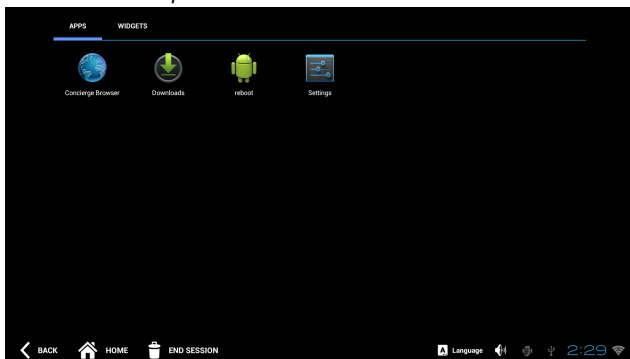 APPS WIDGETS
Concierge Browser Downloads reboot Settings
BACK HOME END SESSION A Language 2:29